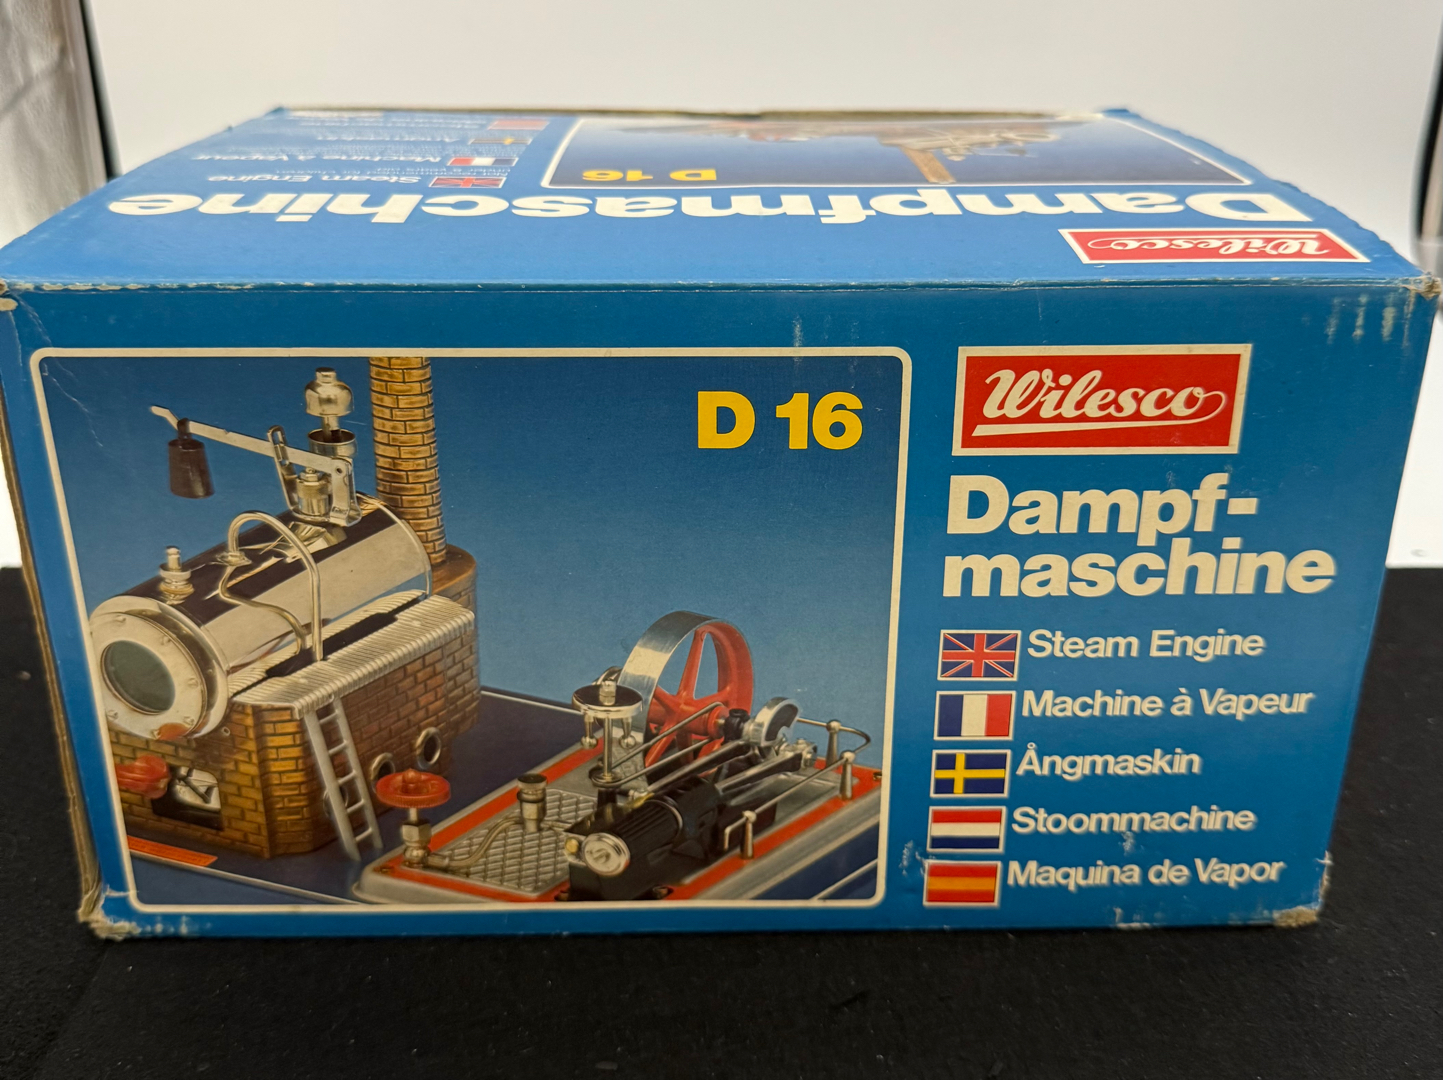 Steam Engine
Machine à Vapeur
D 16
Dampfmaschine
Wilesco
D 16
Wilesco
Dampf-
maschine
Steam Engine
Machine à Vapeur
Ångmaskin
Stoommachine
Maquina de Vapor